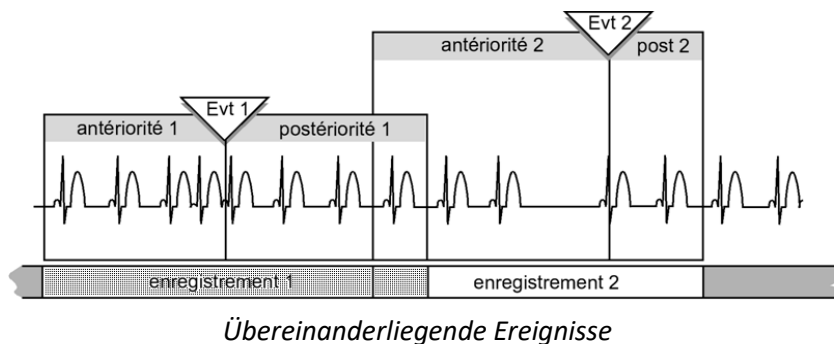 Evt 2
antériorité 2
post 2
Evt 1
antériorité 1
postériorité 1
enregistrement 1
enregistrement 2
Übereinanderliegende Ereignisse